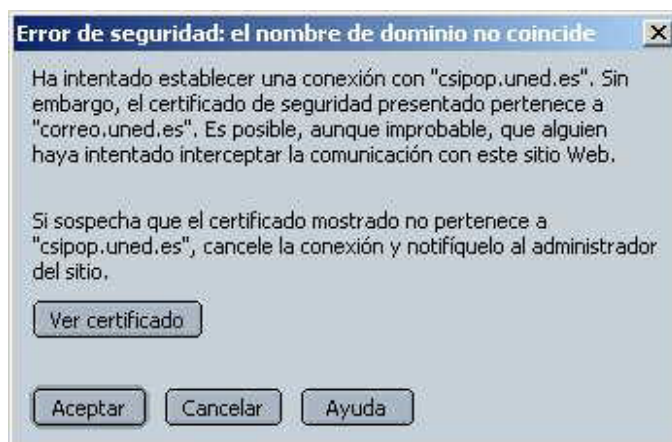 Error de seguridad: el nombre de dominio no coincide
Ha intentado establecer una conexión con "csipop.uned.es". Sin
embargo, el certificado de seguridad presentado pertenece a
"correo.uned.es". Es posible, aunque improbable, que alguien
haya intentado interceptar la comunicación con este sitio Web.
Si sospecha que el certificado mostrado no pertenece a
"csipop.uned.es", cancele la conexión y notifíquelo al administrador
del sitio.
Ver certificado
Aceptar Cancelar Ayuda